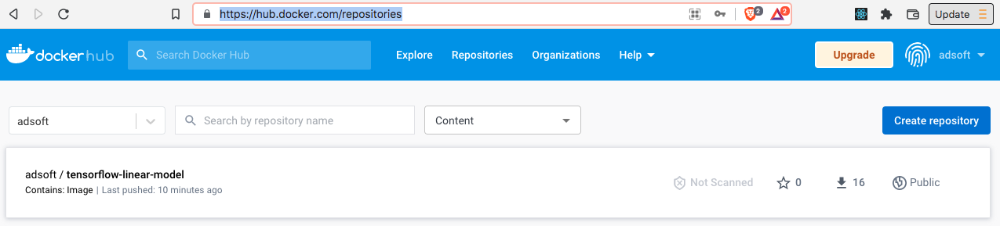 https://hub.docker.com/repositories 2 2 Update
dockerhub Search Docker Hub Explore Repositories Organizations Help Upgrade adsoft
adsoft Search by repository name Content Create repository
adsoft / tensorflow-linear-model
Contains: Image | Last pushed: 10 minutes ago
Not Scanned 0 16 Public